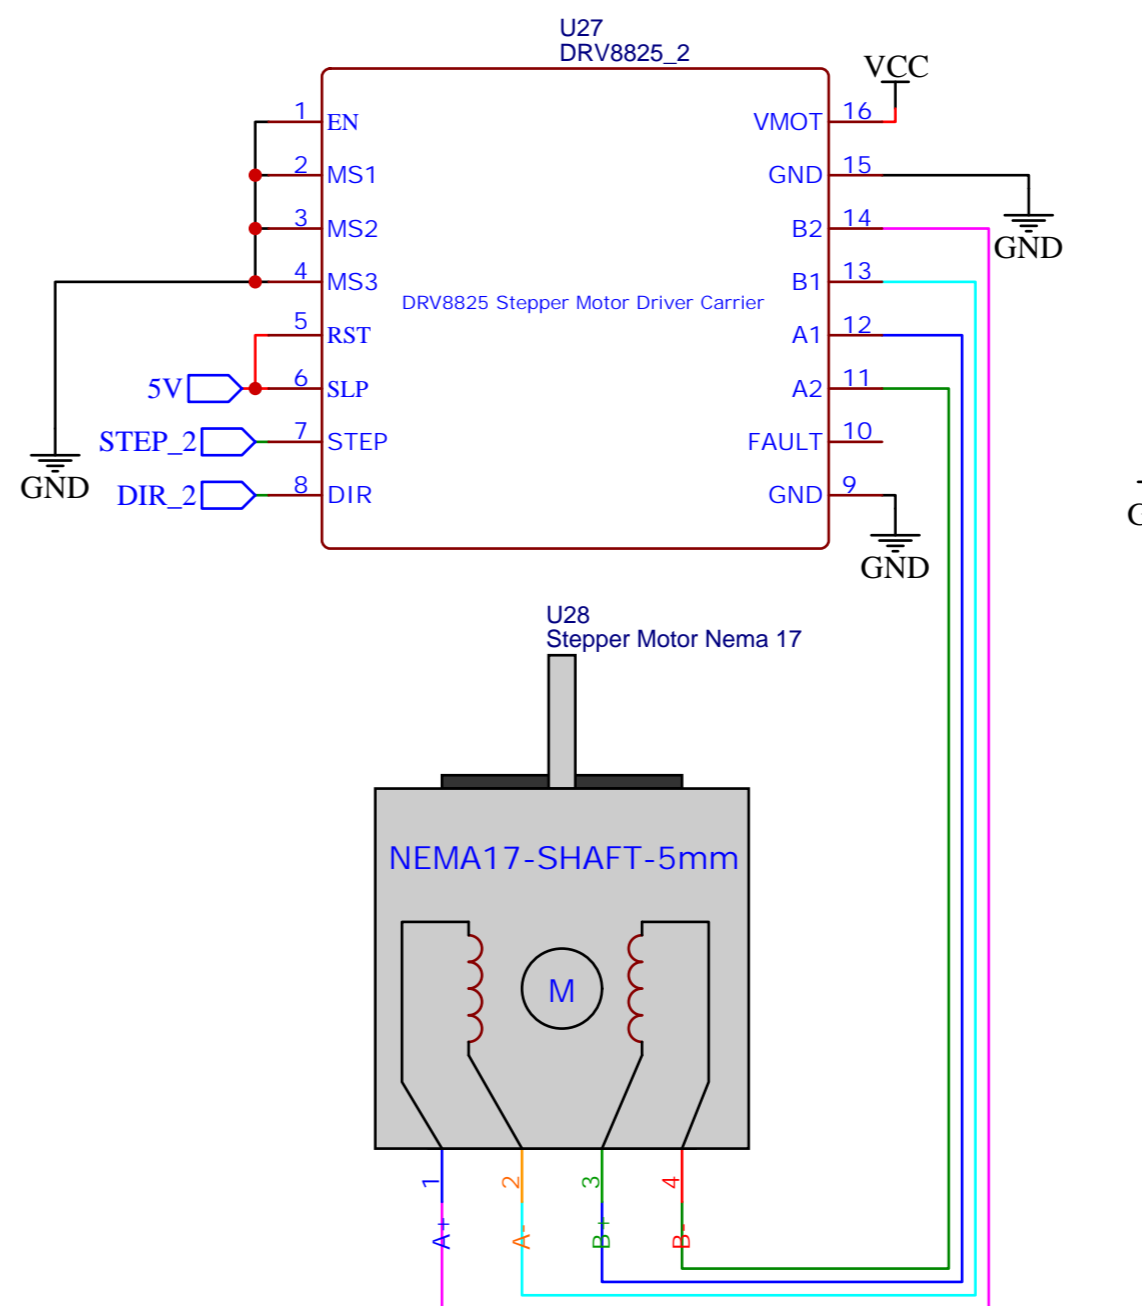 U27
DRV8825_2
VCC
1 EN
2 MS1
3 MS2
4 MS3
5 RST
6 SLP
7 STEP
8 DIR
5V
STEP_2
DIR_2
GND
DRV8825 Stepper Motor Driver Carrier
VMOT 16
GND 15
B2 14
B1 13
A1 12
A2 11
FAULT 10
GND 9
GND
GND
U28
Stepper Motor Nema 17
NEMA17-SHAFT-5mm
M
1
2
3
4
A+
A-
B+
B-